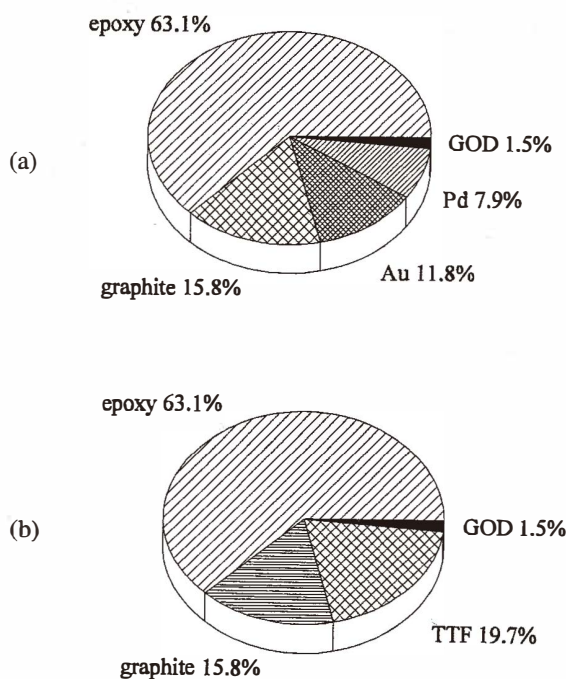 (a)
epoxy 63.1%
GOD 1.5%
Pd 7.9%
Au 11.8%
graphite 15.8%
(b)
epoxy 63.1%
GOD 1.5%
TTF 19.7%
graphite 15.8%